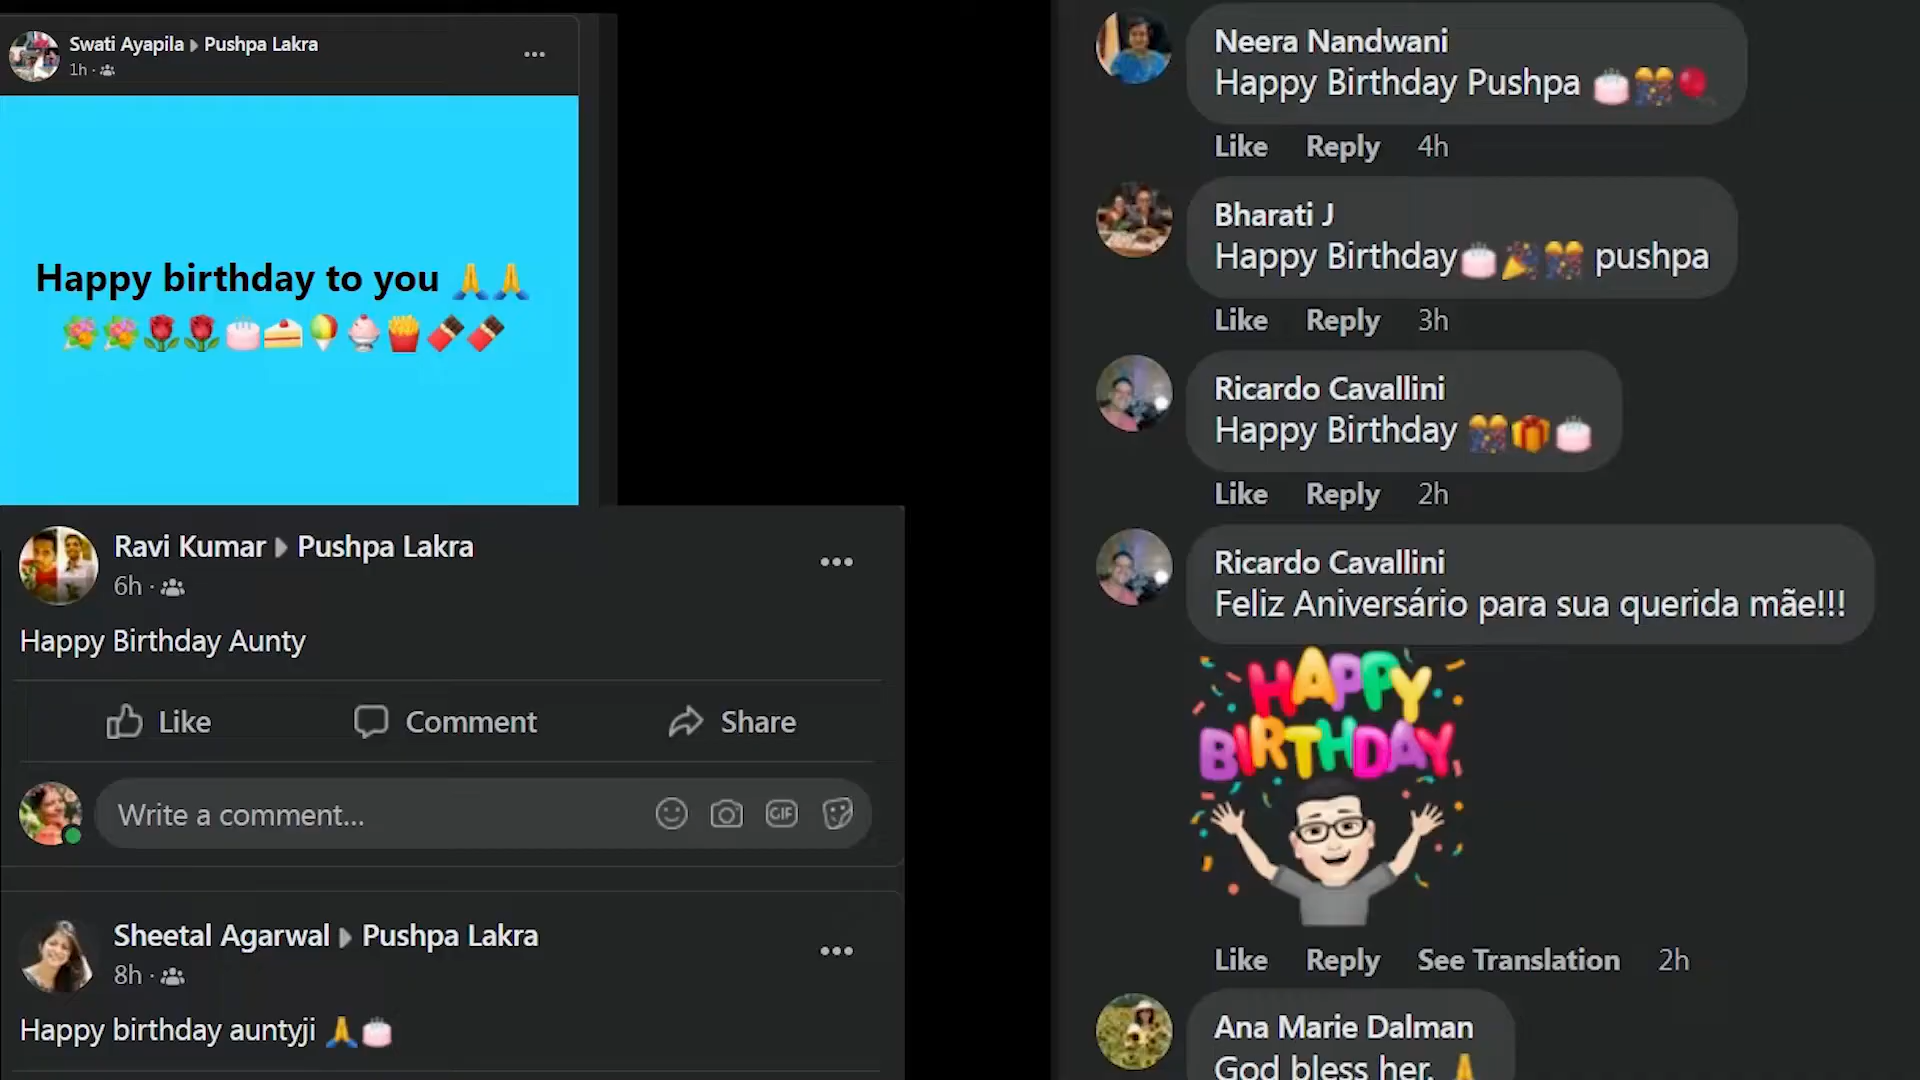 Swati Ayapila Pushpa Lakra
1h ·
Happy birthday to you 🙏🙏
💐💐🌹🌹🎂🍰🍧🍨🍟🍫🍫
Ravi Kumar Pushpa Lakra
6h ·
Happy Birthday Aunty
Like Comment Share
Write a comment...
GIF
Sheetal Agarwal Pushpa Lakra
8h ·
Happy birthday auntyji 🙏🎂
Neera Nandwani
Happy Birthday Pushpa 🎂🎊🎈
Like Reply 4h
Bharati J
Happy Birthday🎂🎉🎊 pushpa
Like Reply 3h
Ricardo Cavallini
Happy Birthday 🎊🎁🎂
Like Reply 2h
Ricardo Cavallini
Feliz Aniversário para sua querida mãe!!!
HAPPY
BIRTHDAY
Like Reply See Translation 2h
Ana Marie Dalman
God bless her. 🙏